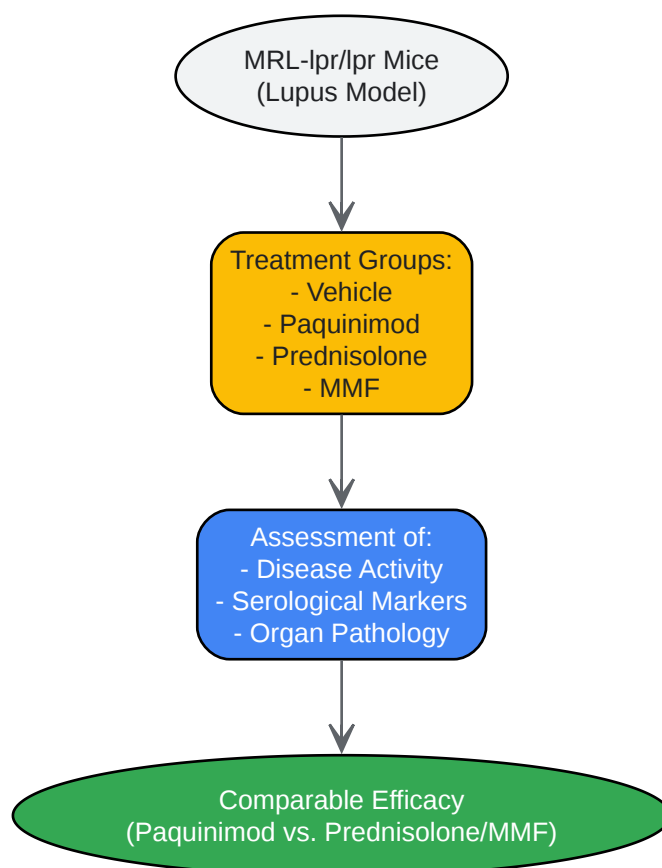 MRL-lpr/lpr Mice
(Lupus Model)
Treatment Groups:
- Vehicle
- Paquinimod
- Prednisolone
- MMF
Assessment of:
- Disease Activity
- Serological Markers
- Organ Pathology
Comparable Efficacy
(Paquinimod vs. Prednisolone/MMF)